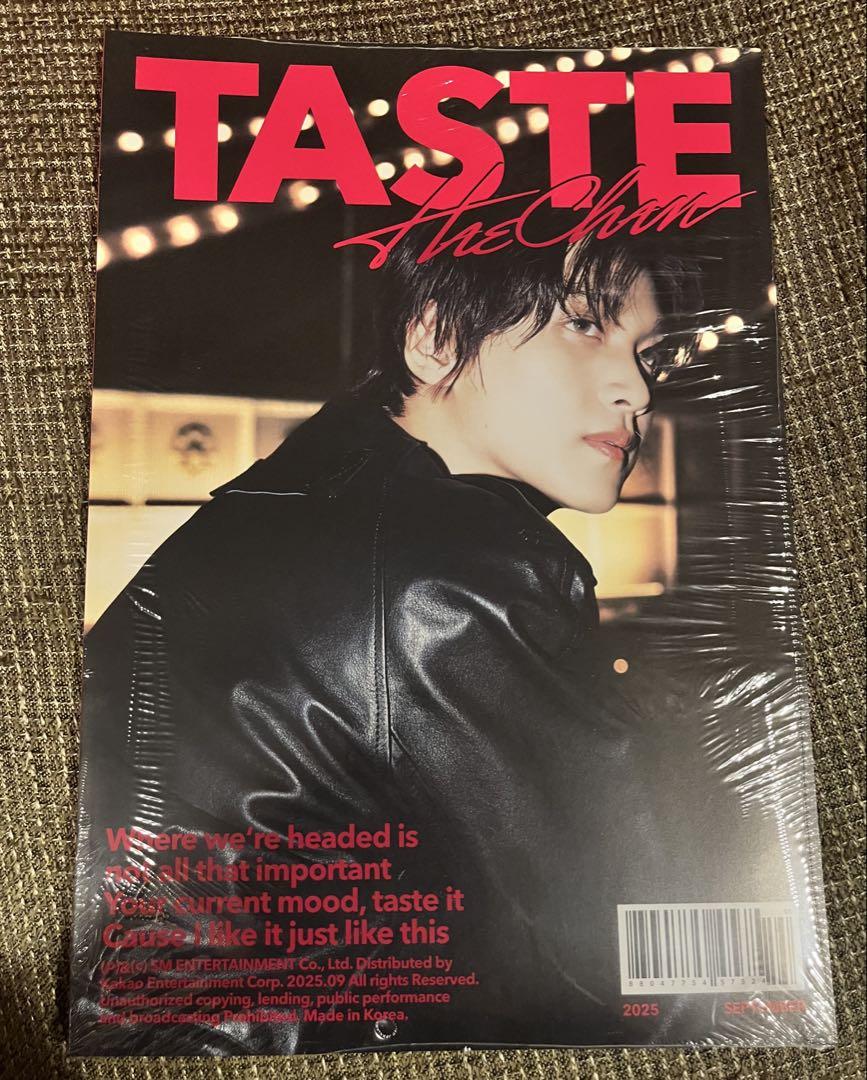 TASTE
HaeChan
Where we're headed is
not all that important
Your current mood, taste it
Cause I like it just like this
(P)&(c) SM ENTERTAINMENT Co., Ltd. Distributed by
Kakao Entertainment Corp. 2025.09 All rights Reserved.
Unauthorized copying, lending, public performance
and broadcasting Prohibited. Made in Korea.
2025 SEPTEMBER